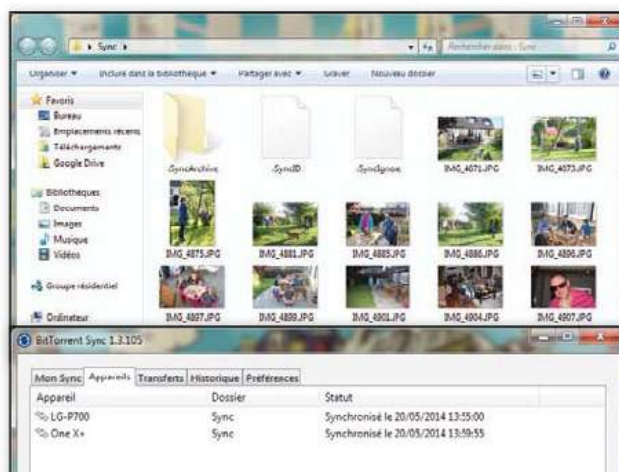 Sync
Rechercher dans : Sync
Organiser Inclure dans la bibliothèque Partager avec Graver Nouveau dossier
Favoris
Bureau
Emplacements récents
Téléchargements
Google Drive
Bibliothèques
Documents
Images
Musique
Vidéos
Groupe résidentiel
Ordinateur
.SyncArchive .SyncID .SyncIgnore IMG_4071.JPG IMG_4073.JPG
IMG_4875.JPG IMG_4881.JPG IMG_4885.JPG IMG_4886.JPG IMG_4896.JPG
IMG_4897.JPG IMG_4899.JPG IMG_4901.JPG IMG_4904.JPG IMG_4907.JPG
BitTorrent Sync 1.3.105
Mon Sync Appareils Transferts Historique Préférences
Appareil Dossier Statut
LG-P700 Sync Synchronisé le 20/05/2014 13:55:00
One X+ Sync Synchronisé le 20/05/2014 13:59:55